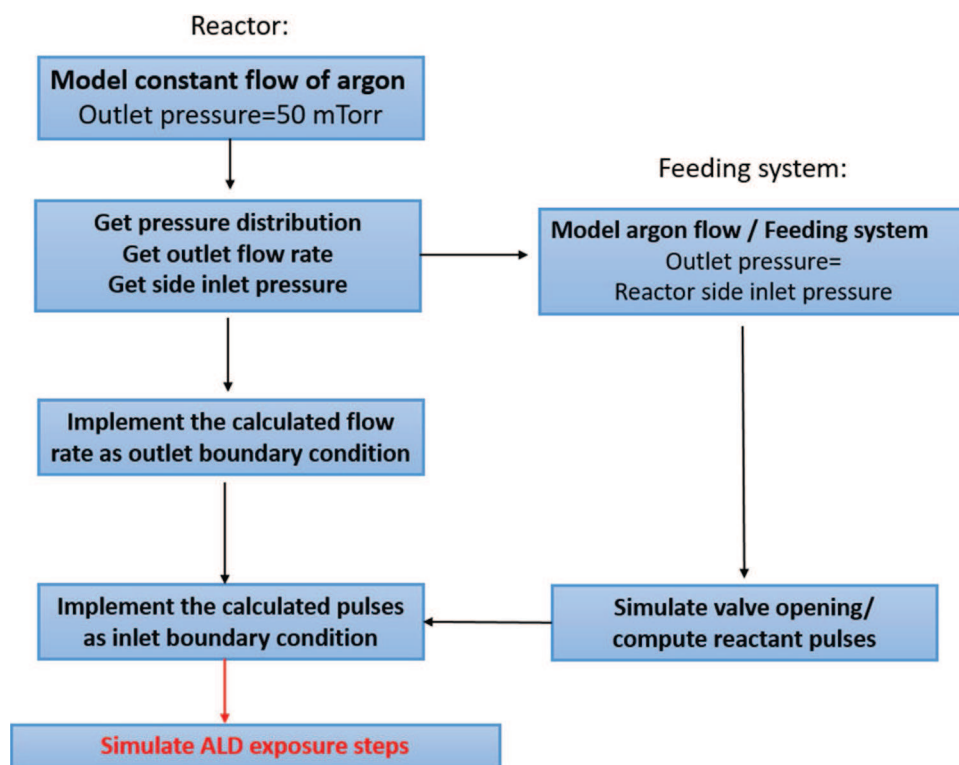 Reactor:
Model constant flow of argon
Outlet pressure=50 mTorr
Get pressure distribution
Get outlet flow rate
Get side inlet pressure
Feeding system:
Model argon flow / Feeding system
Outlet pressure=
Reactor side inlet pressure
Implement the calculated flow
rate as outlet boundary condition
Implement the calculated pulses
as inlet boundary condition
Simulate valve opening/
compute reactant pulses
Simulate ALD exposure steps